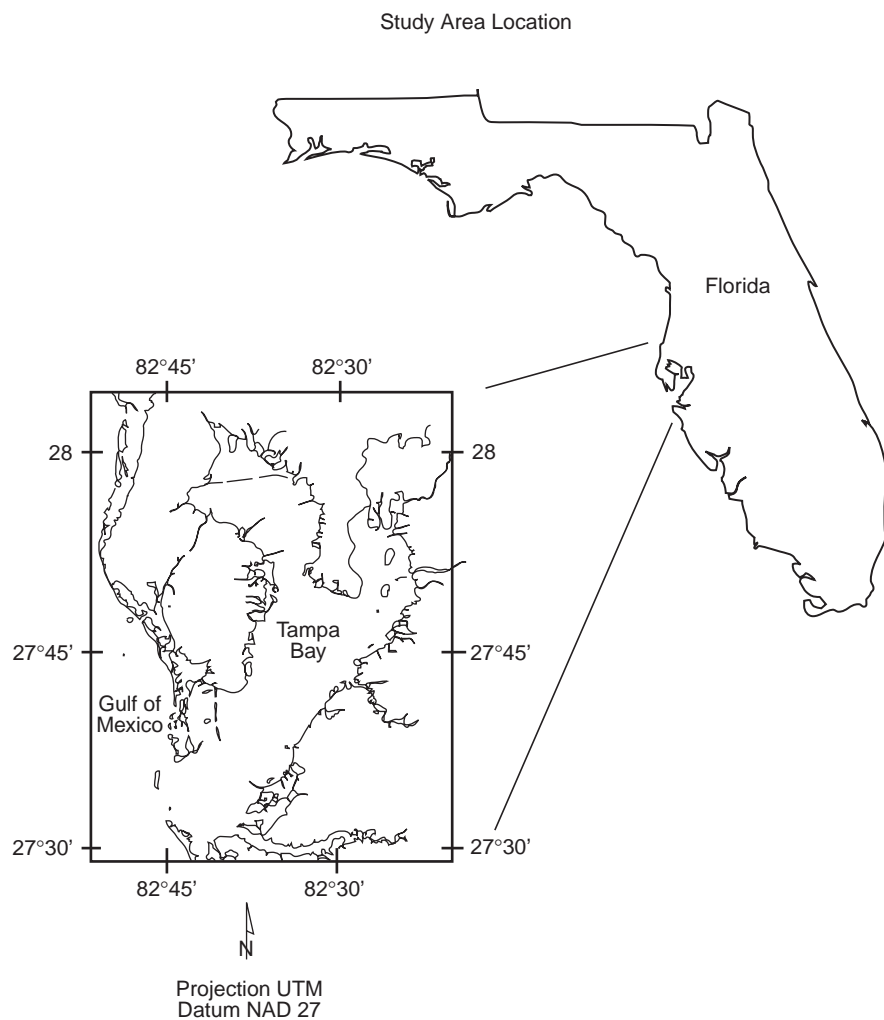 Study Area Location
Florida
82°45’
82°30’
28
28
Tampa
Bay
27°45’
27°45’
Gulf of
Mexico
27°30’
27°30’
82°45’
82°30’
N
Projection UTM
Datum NAD 27